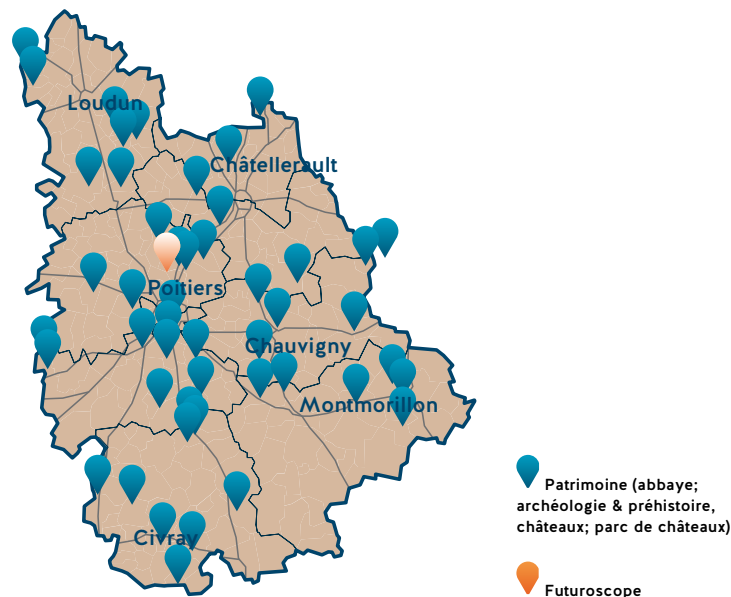 Loudun
Châtellerault
Poitiers
Chauvigny
Montmorillon
Civray
Patrimoine (abbaye;
archéologie & préhistoire,
châteaux; parc de châteaux)
Futuroscope